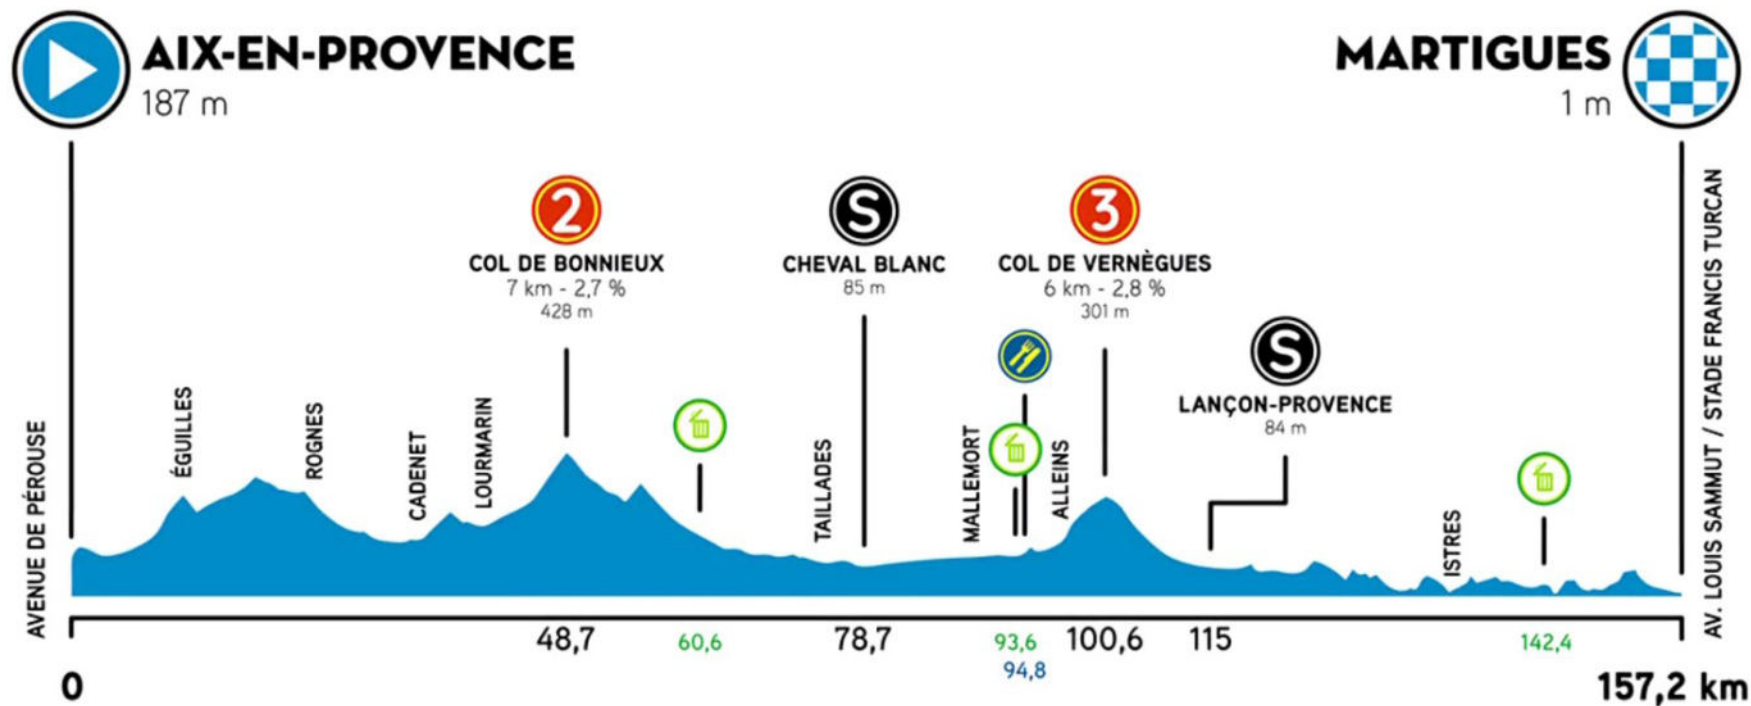 AIX-EN-PROVENCE
187 m
MARTIGUES
1 m
2
COL DE BONNIEUX
7 km - 2,7 %
428 m
S
CHEVAL BLANC
85 m
3
COL DE VERNÈGUES
6 km - 2,8 %
301 m
S
LANÇON-PROVENCE
84 m
AVENUE DE PÉROUSE
ÉGUILLES
ROGNES
CADENET
LOURMARIN
TAILLADES
MALLEMORT
ALLEINS
ISTRES
AV. LOUIS SAMMUT / STADE FRANCIS TURCAN
48,7
60,6
78,7
93,6
100,6
115
142,4
94,8
0
157,2 km